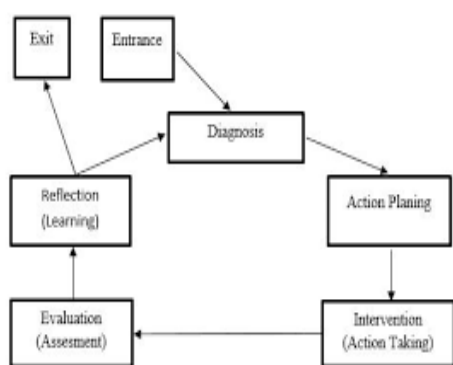 Exit
Entrance
Diagnosis
Reflection
(Learning)
Action Planing
Evaluation
(Assesment)
Intervention
(Action Taking)